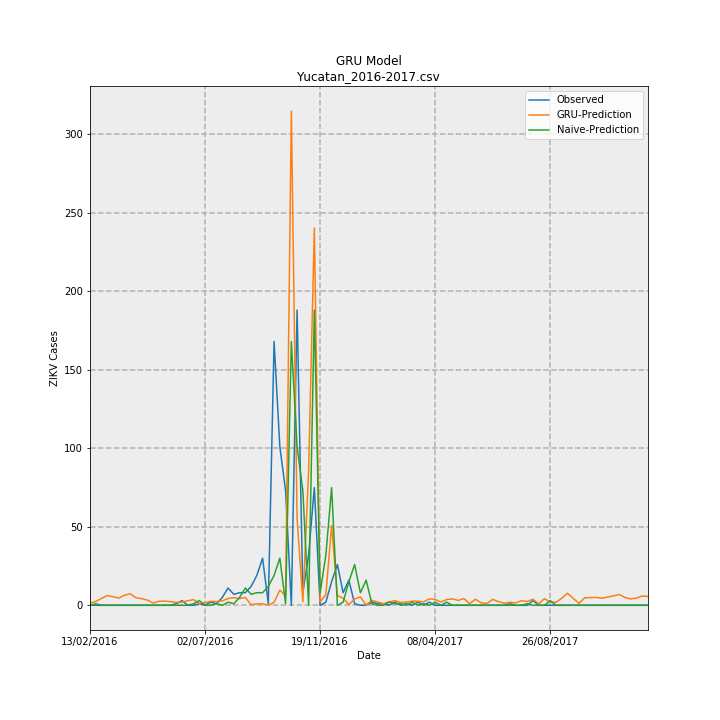 GRU Model
Yucatan_2016-2017.csv
Observed
GRU-Prediction
Naive-Prediction
300
250
200
150
100
50
0
ZIKV Cases
13/02/2016 02/07/2016 19/11/2016 08/04/2017 26/08/2017
Date